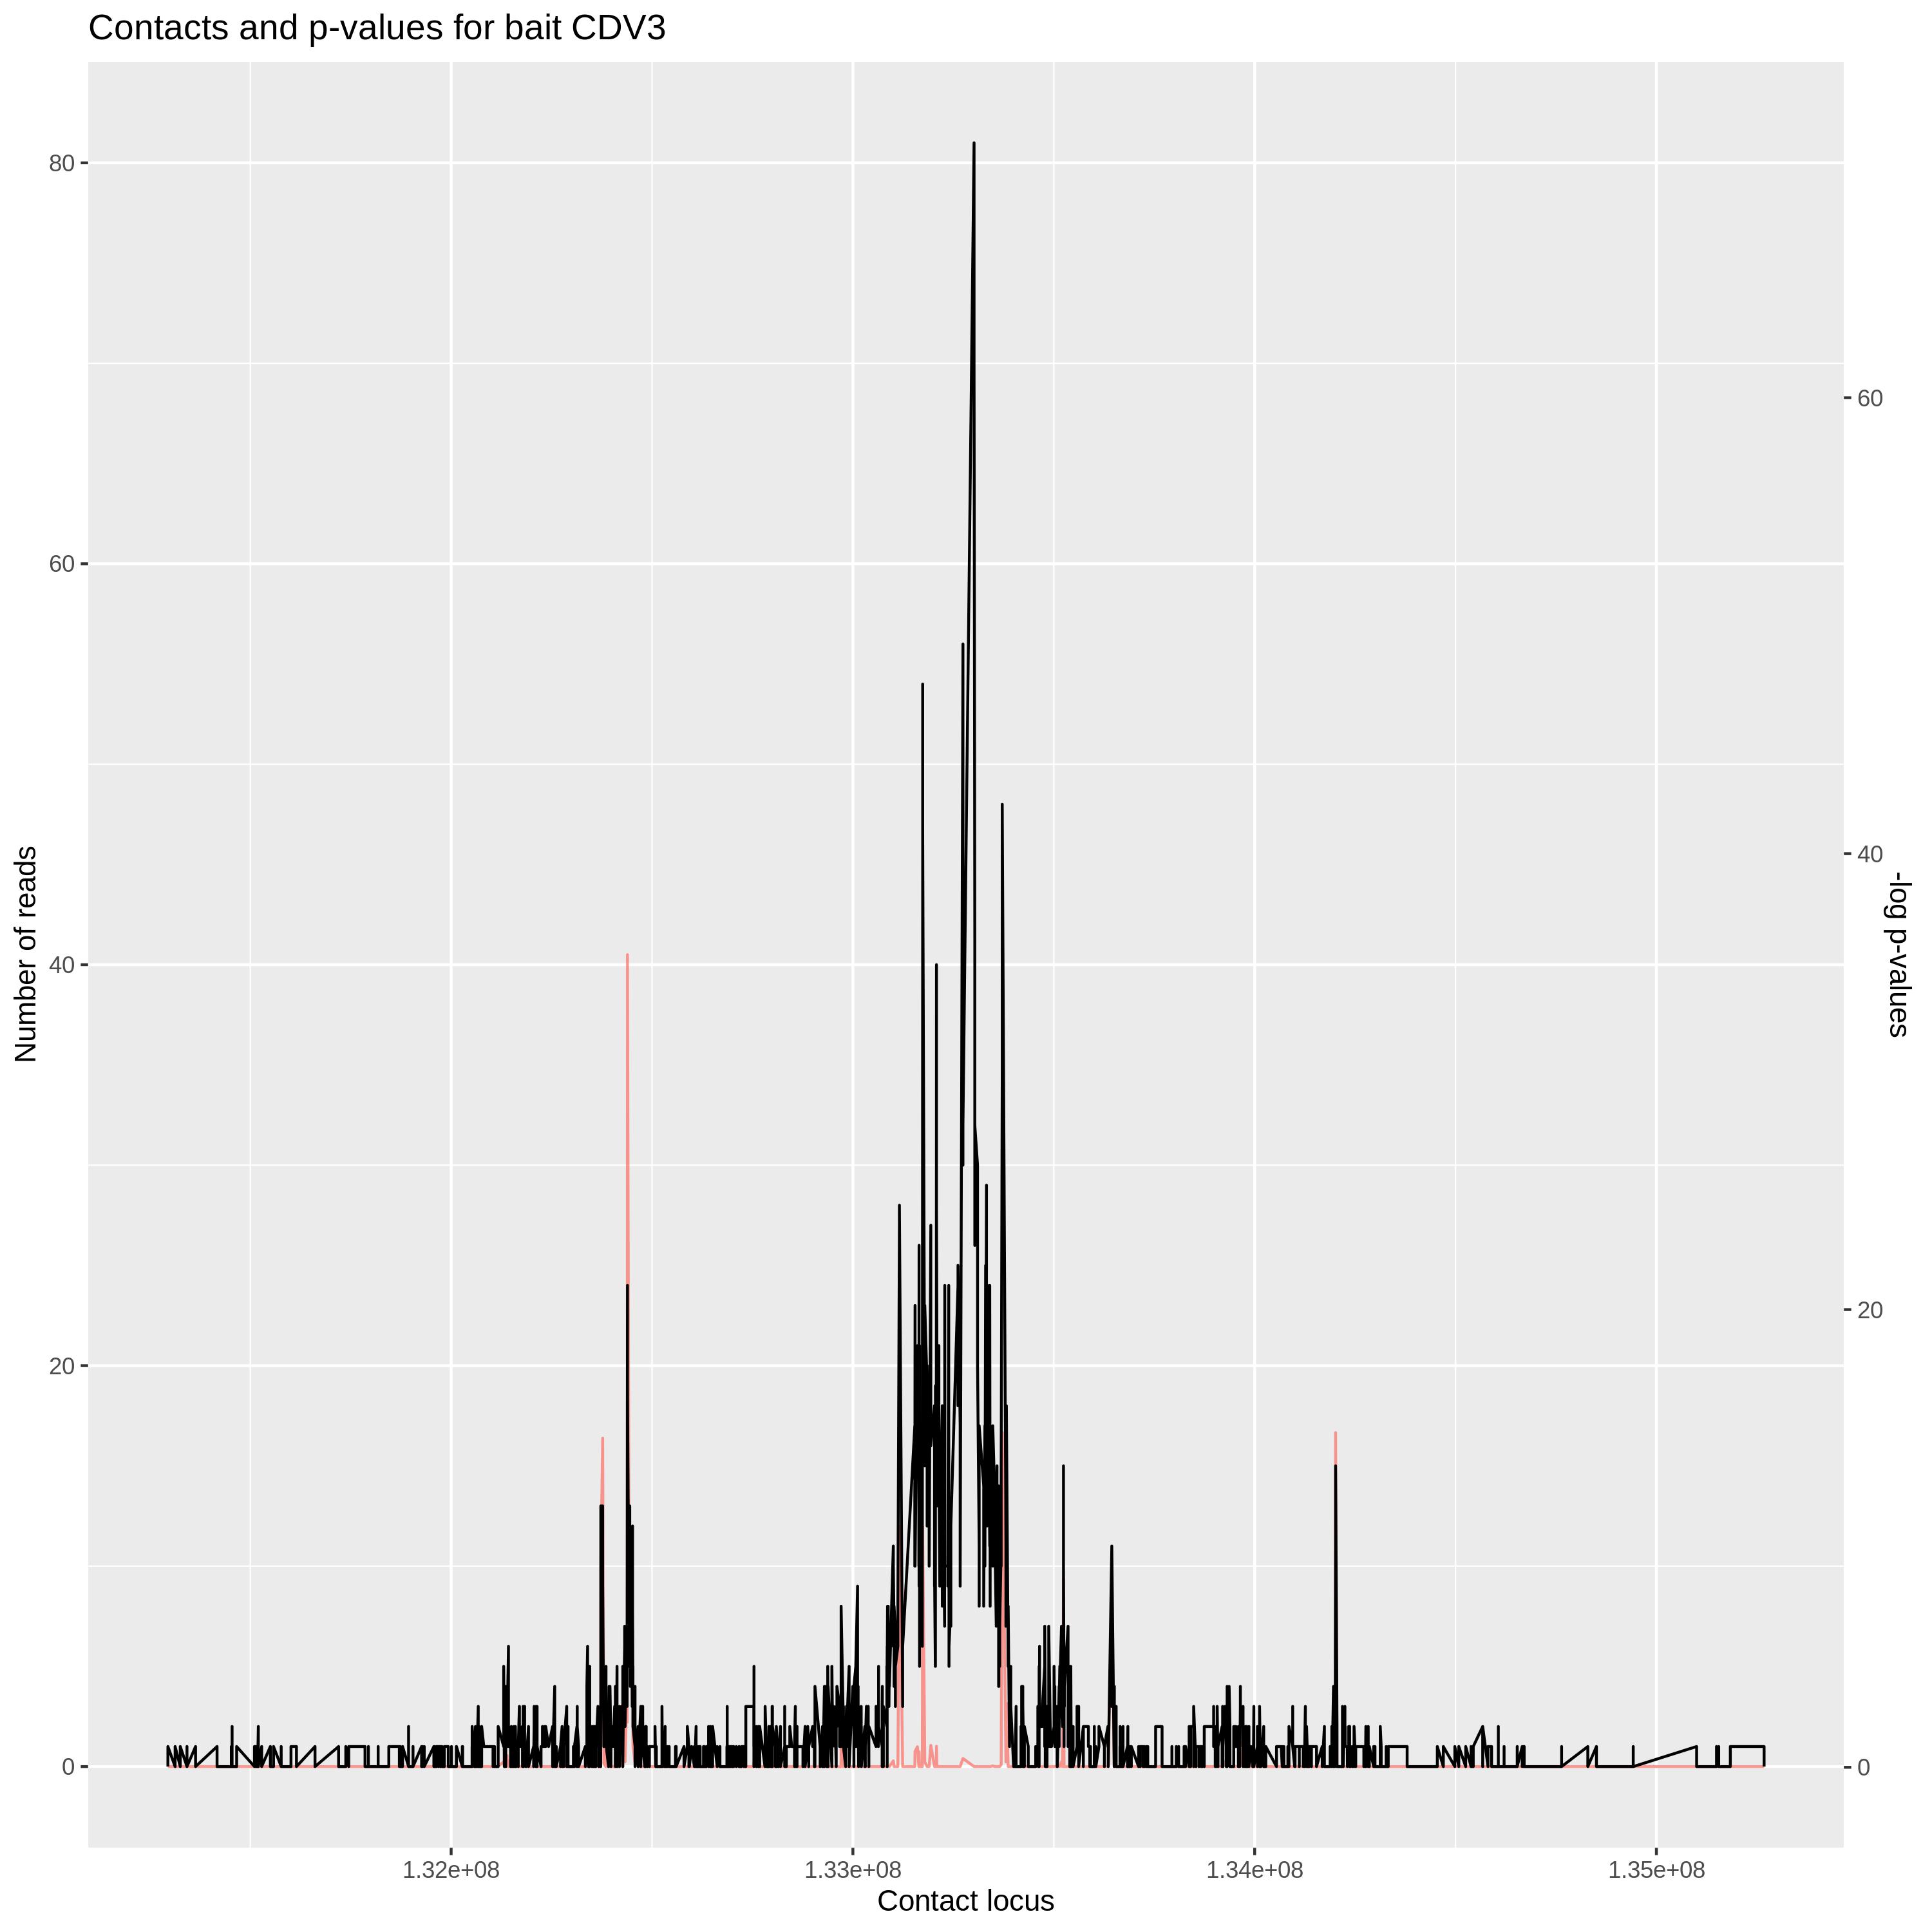 Contacts and p-values for bait CDV3
80
60
40
20
0
Number of reads
60
40
20
0
-log p-values
1.32e+08
1.33e+08
1.34e+08
1.35e+08
Contact locus